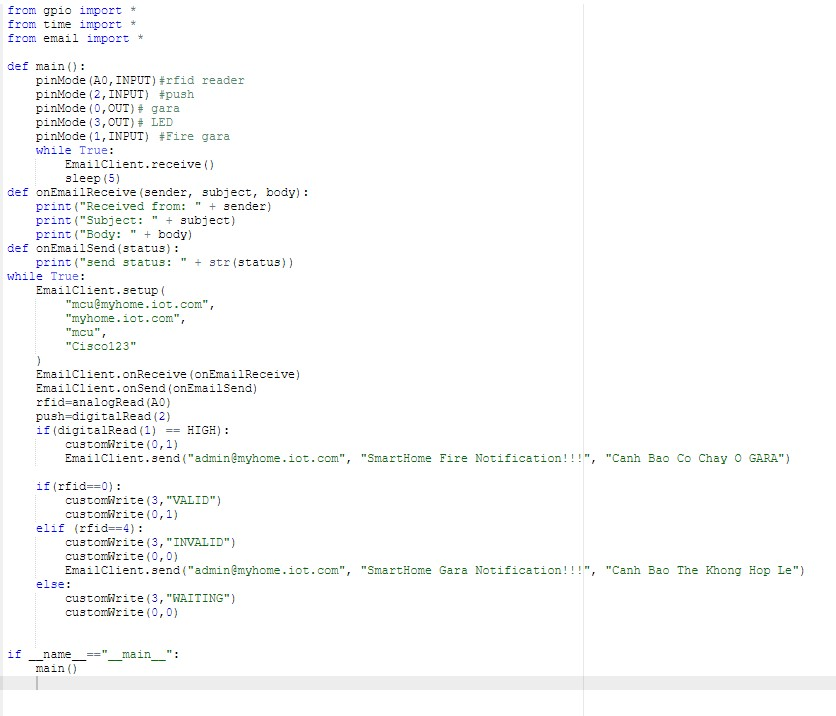 from gpio import *
from time import *
from email import *
def main():
    pinMode(A0,INPUT)#rfid reader
    pinMode(2,INPUT) #push
    pinMode(0,OUT)# gara
    pinMode(3,OUT)# LED
    pinMode(1,INPUT) #Fire gara
    while True:
        EmailClient.receive()
        sleep(5)
def onEmailReceive(sender, subject, body):
    print("Received from: " + sender)
    print("Subject: " + subject)
    print("Body: " + body)
def onEmailSend(status):
    print("send status: " + str(status))
while True:
    EmailClient.setup(
        "mcu@myhome.iot.com",
        "myhome.iot.com",
        "mcu",
        "Cisco123"
    )
    EmailClient.onReceive(onEmailReceive)
    EmailClient.onSend(onEmailSend)
    rfid=analogRead(A0)
    push=digitalRead(2)
    if(digitalRead(1) == HIGH):
        customWrite(0,1)
        EmailClient.send("admin@myhome.iot.com", "SmartHome Fire Notification!!!", "Canh Bao Co Chay O GARA")
    if(rfid==0):
        customWrite(3,"VALID")
        customWrite(0,1)
    elif (rfid==4):
        customWrite(3,"INVALID")
        customWrite(0,0)
        EmailClient.send("admin@myhome.iot.com", "SmartHome Gara Notification!!!", "Canh Bao The Khong Hop Le")
    else:
        customWrite(3,"WAITING")
        customWrite(0,0)
if __name__=="__main__":
    main()